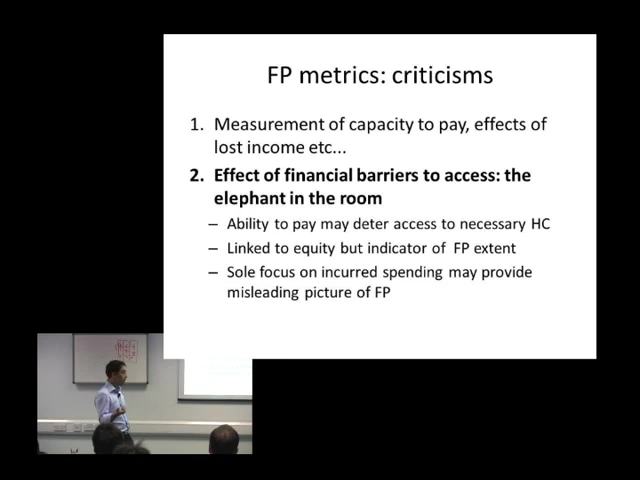 FP metrics: criticisms
1. Measurement of capacity to pay, effects of
lost income etc...
2. Effect of financial barriers to access: the
elephant in the room
– Ability to pay may deter access to necessary HC
– Linked to equity but indicator of FP extent
– Sole focus on incurred spending may provide
misleading picture of FP